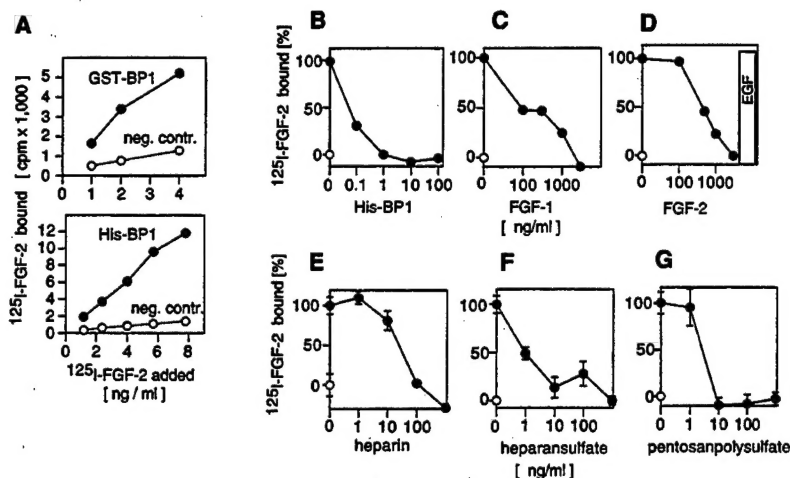 A
GST-BP1
neg. contr.
5
4
3
2
1
0
0 1 2 3 4
His-BP1
neg. contr.
12
10
8
6
4
2
0
0 2 4 6 8
125I-FGF-2 bound [ cpm x 1,000 ]
125I-FGF-2 added
[ ng / ml ]
B
125I-FGF-2 bound [%]
100
50
0
0 0.1 1 10 100
His-BP1
C
100
50
0
0 100 1000
FGF-1
[ ng/ml ]
D
100
50
0
EGF
0 100 1000
FGF-2
E
125I-FGF-2 bound [%]
100
50
0
0 1 10 100
heparin
F
100
50
0
0 1 10 100
heparansulfate
[ ng/ml ]
G
100
50
0
0 1 10 100
pentosanpolysulfate